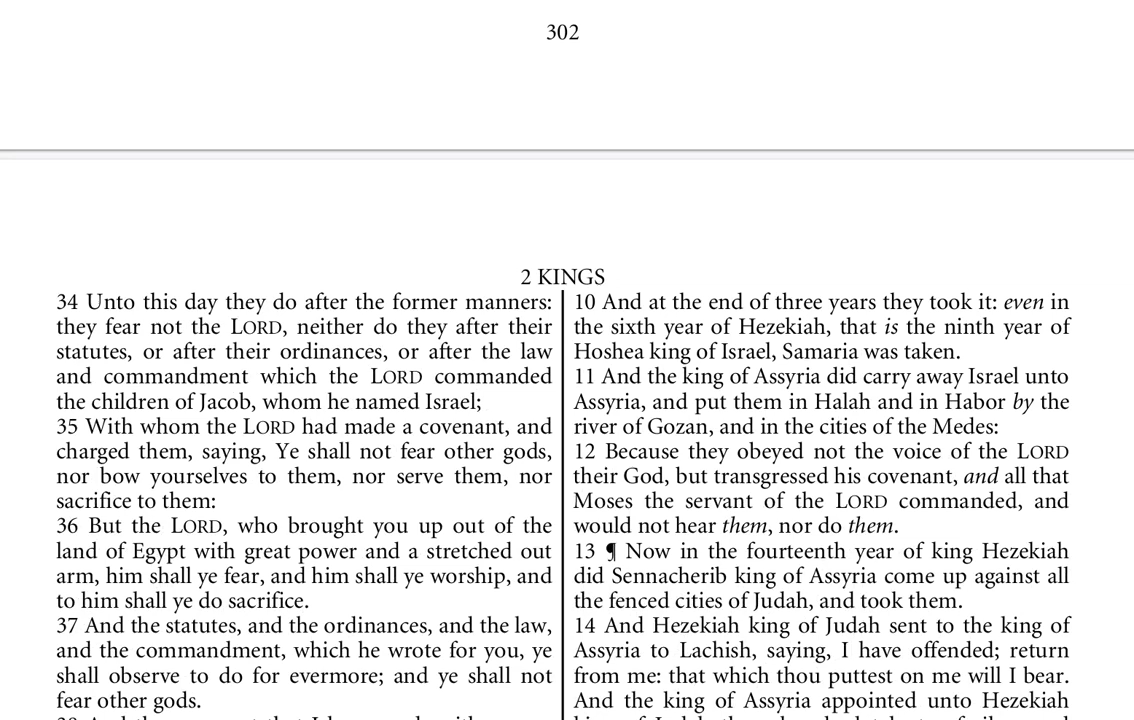 302
2 KINGS
34 Unto this day they do after the former manners:
they fear not the LORD, neither do they after their
statutes, or after their ordinances, or after the law
and commandment which the LORD commanded
the children of Jacob, whom he named Israel;
35 With whom the LORD had made a covenant, and
charged them, saying, Ye shall not fear other gods,
nor bow yourselves to them, nor serve them, nor
sacrifice to them:
36 But the LORD, who brought you up out of the
land of Egypt with great power and a stretched out
arm, him shall ye fear, and him shall ye worship, and
to him shall ye do sacrifice.
37 And the statutes, and the ordinances, and the law,
and the commandment, which he wrote for you, ye
shall observe to do for evermore; and ye shall not
fear other gods.
10 And at the end of three years they took it: even in
the sixth year of Hezekiah, that is the ninth year of
Hoshea king of Israel, Samaria was taken.
11 And the king of Assyria did carry away Israel unto
Assyria, and put them in Halah and in Habor by the
river of Gozan, and in the cities of the Medes:
12 Because they obeyed not the voice of the LORD
their God, but transgressed his covenant, and all that
Moses the servant of the LORD commanded, and
would not hear them, nor do them.
13 ¶ Now in the fourteenth year of king Hezekiah
did Sennacherib king of Assyria come up against all
the fenced cities of Judah, and took them.
14 And Hezekiah king of Judah sent to the king of
Assyria to Lachish, saying, I have offended; return
from me: that which thou puttest on me will I bear.
And the king of Assyria appointed unto Hezekiah